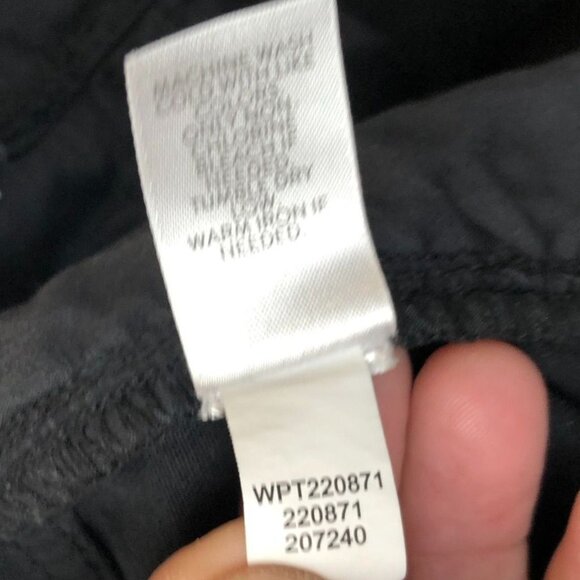 MACHINE WASH
COLD WITH LIKE
COLORS
ONLY NON
CHLORINE
BLEACH IF
NEEDED
TUMBLE DRY
LOW
WARM IRON IF
NEEDED.
WPT220871
220871
207240